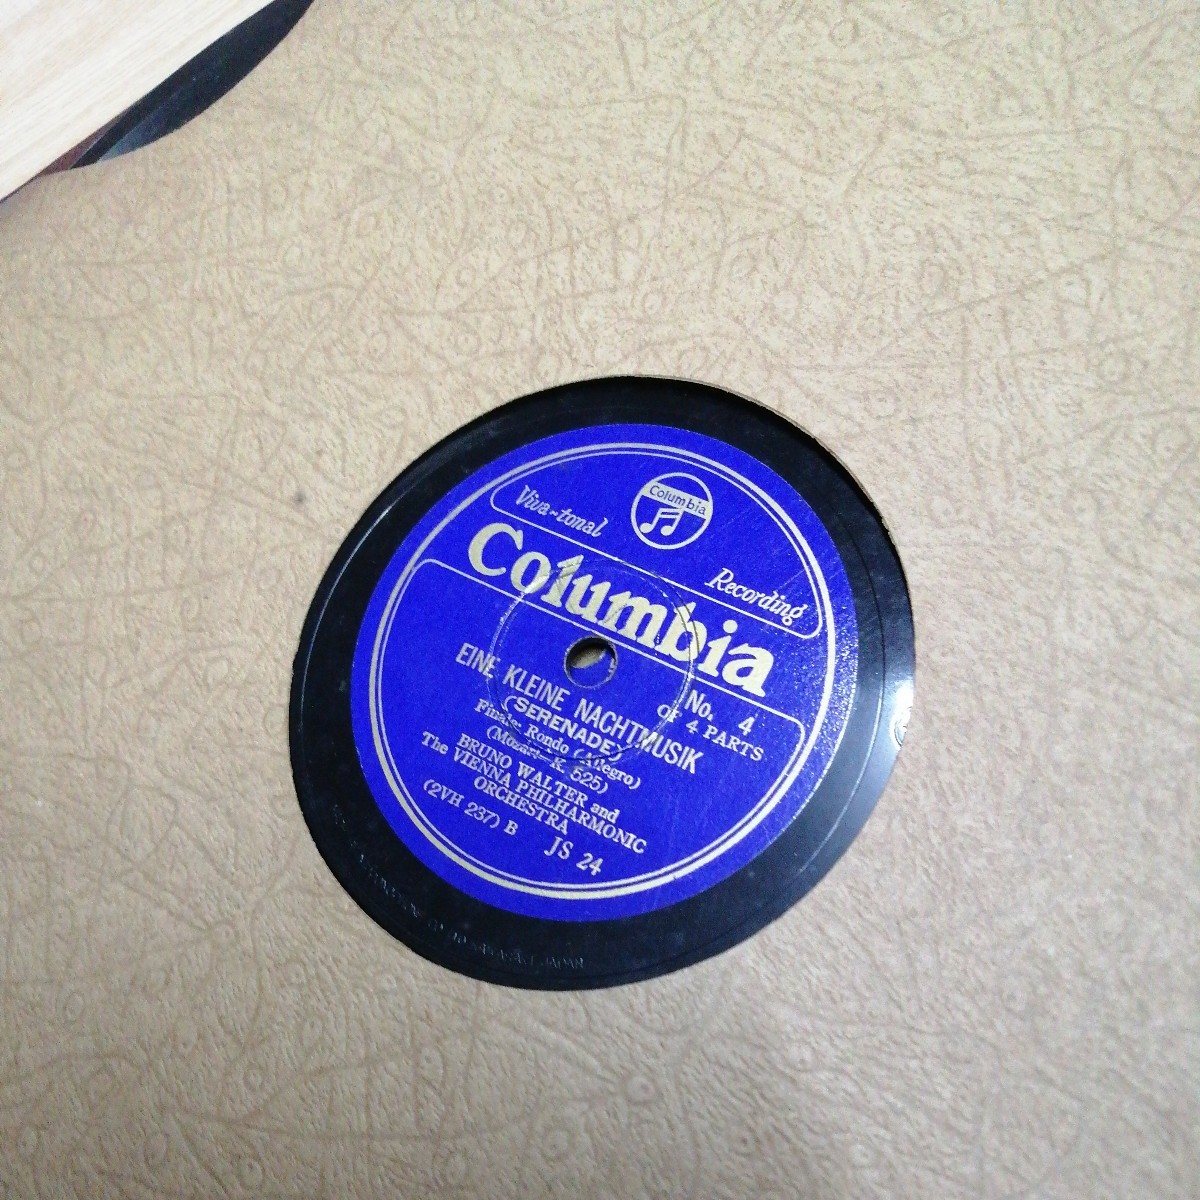 Columbia
Viva-tonal
Recording
Columbia
No. 4
OF 4 PARTS
EINE KLEINE NACHTMUSIK
(SERENADE)
Finale: Rondo (Allegro)
(Mozart—K. 525)
BRUNO WALTER and
The VIENNA PHILHARMONIC
ORCHESTRA
(2VH 237) B JS 24
JAPAN